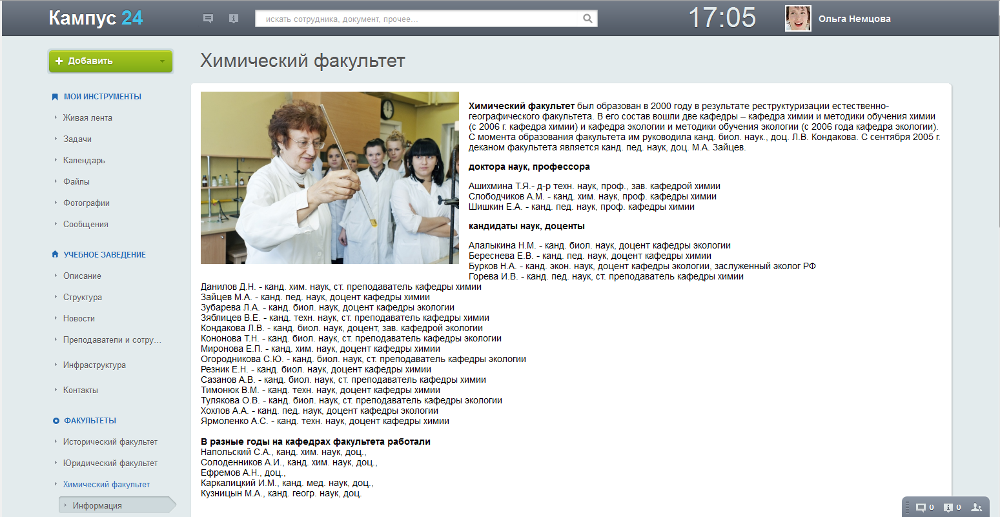 Кампус 24
искать сотрудника, документ, прочее...
17:05
Ольга Немцова
Добавить
МОИ ИНСТРУМЕНТЫ
Живая лента
Задачи
Календарь
Файлы
Фотографии
Сообщения
УЧЕБНОЕ ЗАВЕДЕНИЕ
Описание
Структура
Новости
Преподаватели и сотру...
Инфраструктура
Контакты
ФАКУЛЬТЕТЫ
Исторический факультет
Юридический факультет
Химический факультет
Информация
Химический факультет
Химический факультет был образован в 2000 году в результате реструктуризации естественно-
географического факультета. В его состав вошли две кафедры – кафедра химии и методики обучения химии
(с 2006 г. кафедра химии) и кафедра экологии и методики обучения экологии (с 2006 года кафедра экологии).
С момента образования факультета им руководила канд. биол. наук., доц. Л.В. Кондакова. С сентября 2005 г.
деканом факультета является канд. пед. наук, доц. М.А. Зайцев.
доктора наук, профессора
Ашихмина Т.Я.- д-р техн. наук, проф., зав. кафедрой химии
Слободчиков А.М. - канд. хим. наук, проф. кафедры химии
Шишкин Е.А. - канд. пед. наук, проф. кафедры химии
кандидаты наук, доценты
Алалыкина Н.М. - канд. биол. наук, доцент кафедры экологии
Береснева Е.В. - канд. пед. наук, доцент кафедры химии
Бурков Н.А. - канд. экон. наук, доцент кафедры экологии, заслуженный эколог РФ
Горева И.В. - канд. пед. наук, ст. преподаватель кафедры химии
Данилов Д.Н. - канд. хим. наук, ст. преподаватель кафедры химии
Зайцев М.А. - канд. пед. наук, доцент кафедры химии
Зубарева Л.А. - канд. биол. наук, доцент кафедры экологии
Зяблицев В.Е. - канд. техн. наук, ст. преподаватель кафедры химии
Кондакова Л.В. - канд. биол. наук, доцент, зав. кафедрой экологии
Кононова Т.Н. - канд. биол. наук, ст. преподаватель кафедры экологии
Миронова Е.П. - канд. хим. наук, доцент кафедры химии
Огородникова С.Ю. - канд. биол. наук, ст. преподаватель кафедры экологии
Резник Е.Н. - канд. биол. наук, доцент кафедры химии
Сазанов А.В. - канд. биол. наук, ст. преподаватель кафедры химии
Тимонюк В.М. - канд. техн. наук, доцент кафедры химии
Тулякова О.В. - канд. биол. наук, ст. преподаватель кафедры экологии
Хохлов А.А. - канд. пед. наук, доцент кафедры экологии
Ярмоленко А.С. - канд. техн. наук, доцент кафедры химии
В разные годы на кафедрах факультета работали
Напольский С.А., канд. хим. наук, доц.,
Солоденников А.И., канд. хим. наук, доц.,
Ефремов А.Н., доц.,
Каркалицкий И.М., канд. мед. наук, доц.,
Кузницын М.А., канд. геогр. наук, доц.
0
0